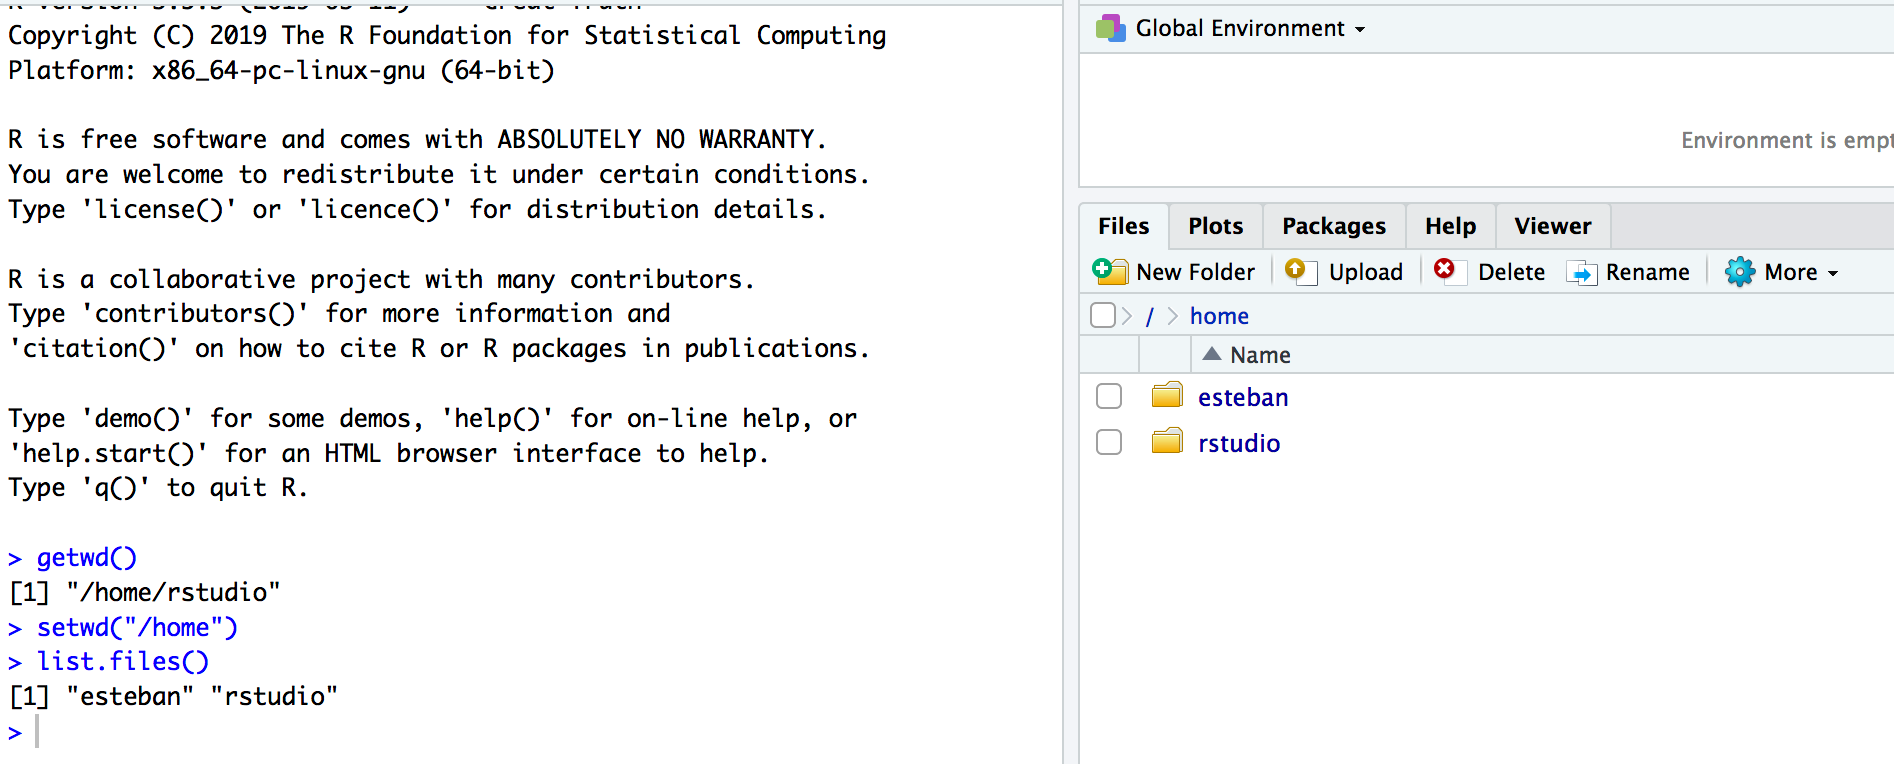 Copyright (C) 2019 The R Foundation for Statistical Computing
Platform: x86_64-pc-linux-gnu (64-bit)
R is free software and comes with ABSOLUTELY NO WARRANTY.
You are welcome to redistribute it under certain conditions.
Type 'license()' or 'licence()' for distribution details.
R is a collaborative project with many contributors.
Type 'contributors()' for more information and
'citation()' on how to cite R or R packages in publications.
Type 'demo()' for some demos, 'help()' for on-line help, or
'help.start()' for an HTML browser interface to help.
Type 'q()' to quit R.
> getwd()
[1] "/home/rstudio"
> setwd("/home")
> list.files()
[1] "esteban" "rstudio"
>
Global Environment
Environment is empt
Files Plots Packages Help Viewer
New Folder Upload Delete Rename More
/ home
Name
esteban
rstudio